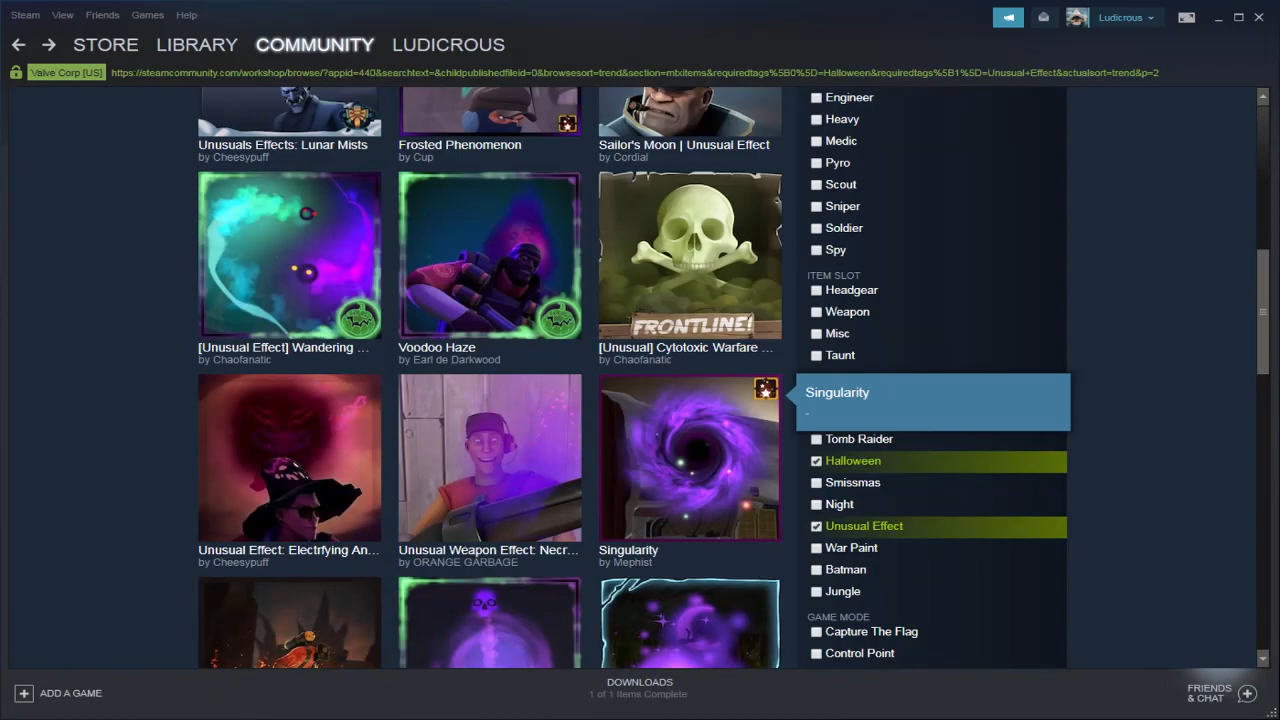 Steam View Friends Games Help
Ludicrous
STORE LIBRARY COMMUNITY LUDICROUS
Valve Corp [US] https://steamcommunity.com/workshop/browse/?appid=440&searchtext=&childpublishedfileid=0&browsesort=trend&section=mtxitems&requiredtags%5B0%5D=Halloween&requiredtags%5B1%5D=Unusual+Effect&actualsort=trend&p=2
Unusuals Effects: Lunar Mists
by Cheesypuff
Frosted Phenomenon
by Cup
Sailor's Moon | Unusual Effect
by Cordial
[Unusual Effect] Wandering ...
by Chaofanatic
Voodoo Haze
by Earl de Darkwood
FRONTLINE!
[Unusual] Cytotoxic Warfare ...
by Chaofanatic
Unusual Effect: Electrfying An...
by Cheesypuff
Unusual Weapon Effect: Necr...
by ORANGE GARBAGE
Singularity
by Mephist
Engineer
Heavy
Medic
Pyro
Scout
Sniper
Soldier
Spy
ITEM SLOT
Headgear
Weapon
Misc
Taunt
Singularity
-
Tomb Raider
Halloween
Smissmas
Night
Unusual Effect
War Paint
Batman
Jungle
GAME MODE
Capture The Flag
Control Point
ADD A GAME
DOWNLOADS
1 of 1 Items Complete
FRIENDS
& CHAT